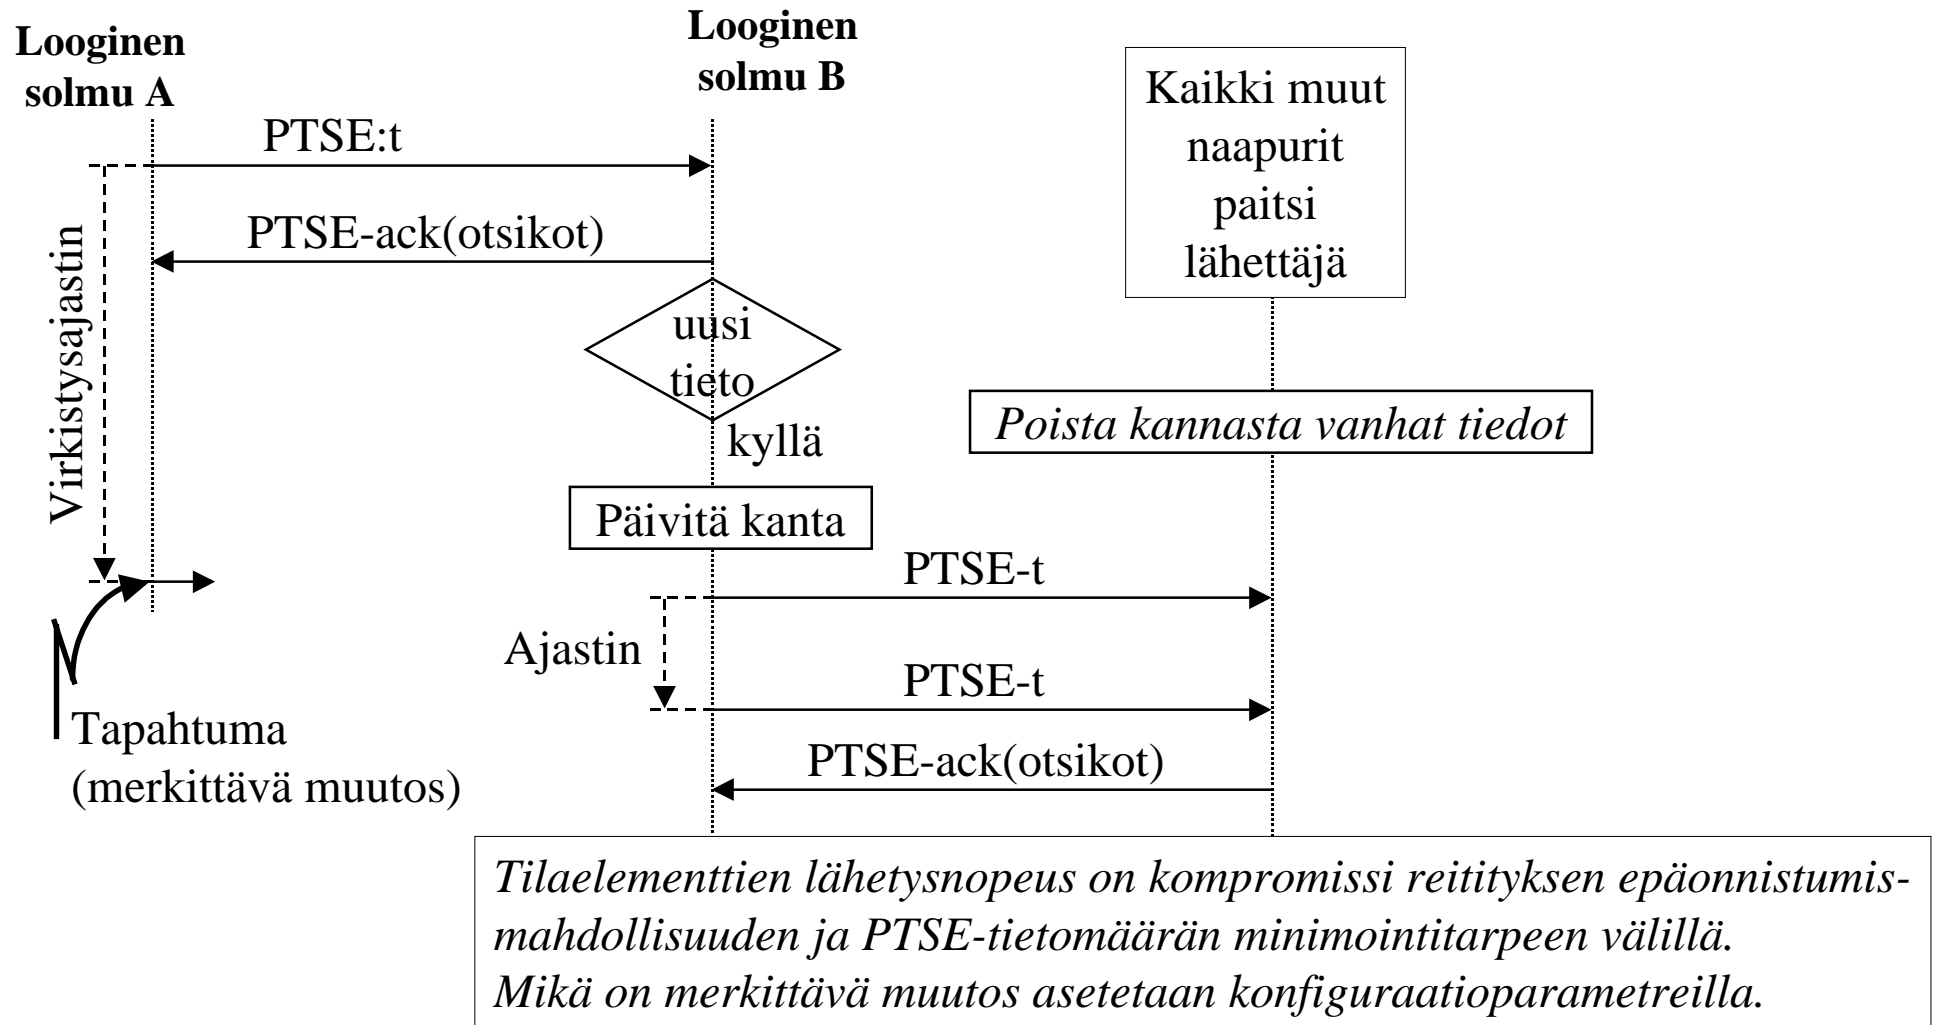 Looginen
solmu A
Looginen
solmu B
Kaikki muut
naapurit
paitsi
lähettäjä
PTSE:t
PTSE-ack(otsikot)
Virkistysajastin
uusi
tieto
kyllä
Poista kannasta vanhat tiedot
Päivitä kanta
PTSE-t
Ajastin
PTSE-t
PTSE-ack(otsikot)
Tapahtuma
(merkittävä muutos)
Tilaelementtien lähetysnopeus on kompromissi reitityksen epäonnistumis-
mahdollisuuden ja PTSE-tietomäärän minimointitarpeen välillä.
Mikä on merkittävä muutos asetetaan konfiguraatioparametreilla.